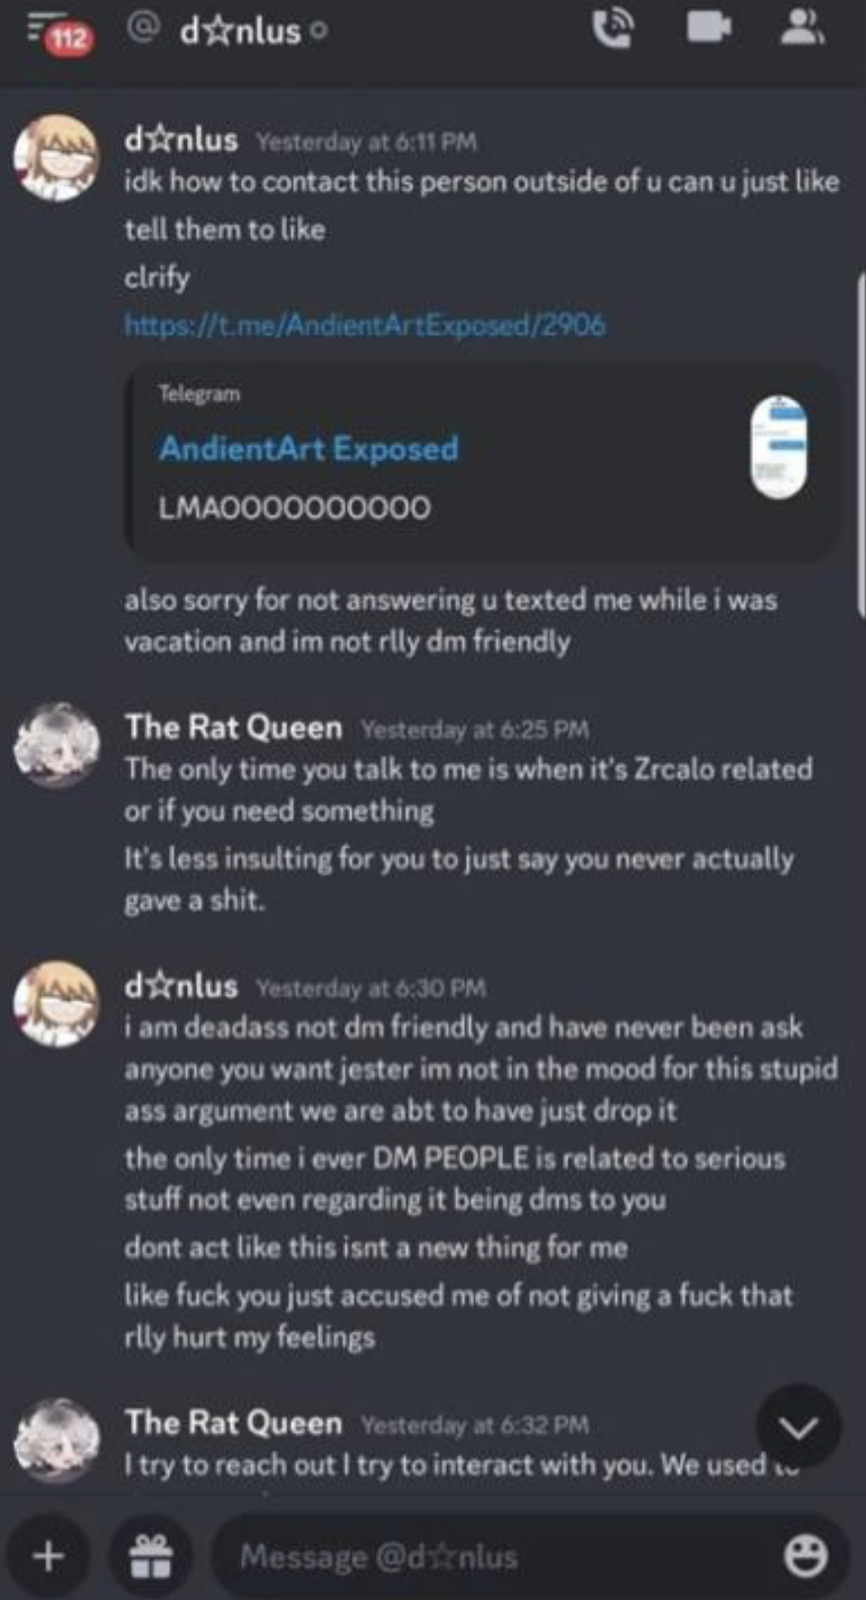 112
@ d☆nlus
d☆nlus Yesterday at 6:11 PM
idk how to contact this person outside of u can u just like
tell them to like
clrify
https://t.me/AndientArtExposed/2906
Telegram
AndientArt Exposed
LMAOOOOOOOOOO
also sorry for not answering u texted me while i was
vacation and im not rlly dm friendly
The Rat Queen Yesterday at 6:25 PM
The only time you talk to me is when it's Zrcalo related
or if you need something
It's less insulting for you to just say you never actually
gave a shit.
d☆nlus Yesterday at 6:30 PM
i am deadass not dm friendly and have never been ask
anyone you want jester im not in the mood for this stupid
ass argument we are abt to have just drop it
the only time i ever DM PEOPLE is related to serious
stuff not even regarding it being dms to you
dont act like this isnt a new thing for me
like fuck you just accused me of not giving a fuck that
rlly hurt my feelings
The Rat Queen Yesterday at 6:32 PM
I try to reach out I try to interact with you. We used to
Message @d☆nlus